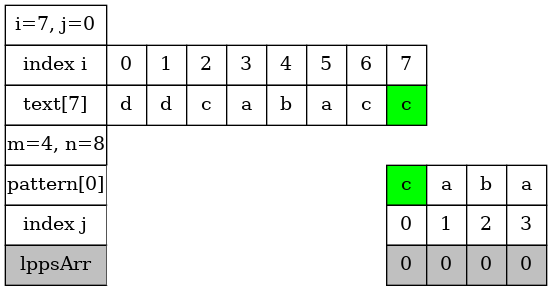 i=7, j=0
index i 0 1 2 3 4 5 6 7
text[7] d d c a b a c c
m=4, n=8
pattern[0] c a b a
index j 0 1 2 3
lppsArr 0 0 0 0